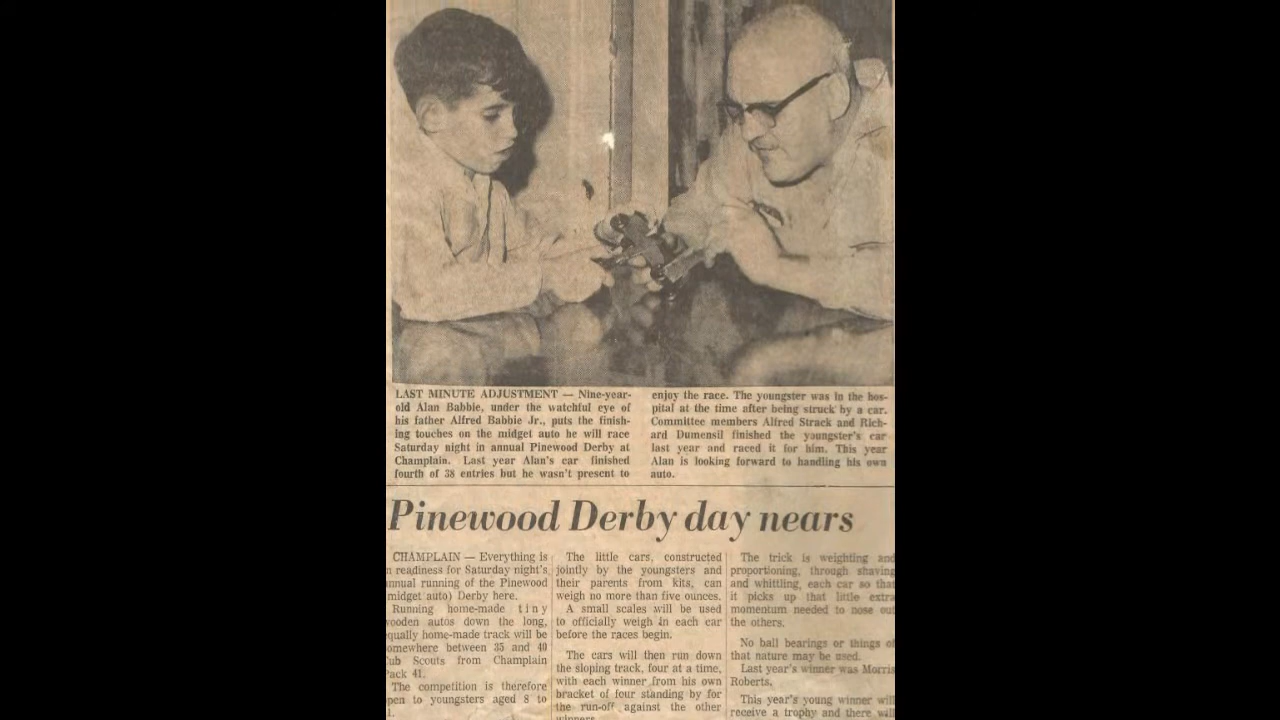 LAST MINUTE ADJUSTMENT — Nine-year-
old Alan Babbie, under the watchful eye of
his father Alfred Babbie Jr., puts the finish-
ing touches on the midget auto he will race
Saturday night in annual Pinewood Derby at
Champlain. Last year Alan's car finished
fourth of 38 entries but he wasn't present to
enjoy the race. The youngster was in the hos-
pital at the time after being struck by a car.
Committee members Alfred Strack and Rich-
ard Dumensil finished the youngster's car
last year and raced it for him. This year
Alan is looking forward to handling his own
auto.
Pinewood Derby day nears
CHAMPLAIN — Everything is
n readiness for Saturday night's
annual running of the Pinewood
midget auto) Derby here.
Running home-made tiny
wooden autos down the long,
equally home-made track will be
omewhere between 35 and 40
Cub Scouts from Champlain
Pack 41.
The competition is therefore
open to youngsters aged 8 to
1.
The little cars, constructed
jointly by the youngsters and
their parents from kits, can
weigh no more than five ounces.
A small scales will be used
to officially weigh in each car
before the races begin.
The cars will then run down
the sloping track, four at a time,
with each winner from his own
bracket of four standing by for
the run-off against the other
winners.
The trick is weighting and
proportioning, through shaving
and whittling, each car so that
it picks up that little extra
momentum needed to nose out
the others.
No ball bearings or things of
that nature may be used.
Last year's winner was Morris
Roberts.
This year's young winner will
receive a trophy and there will